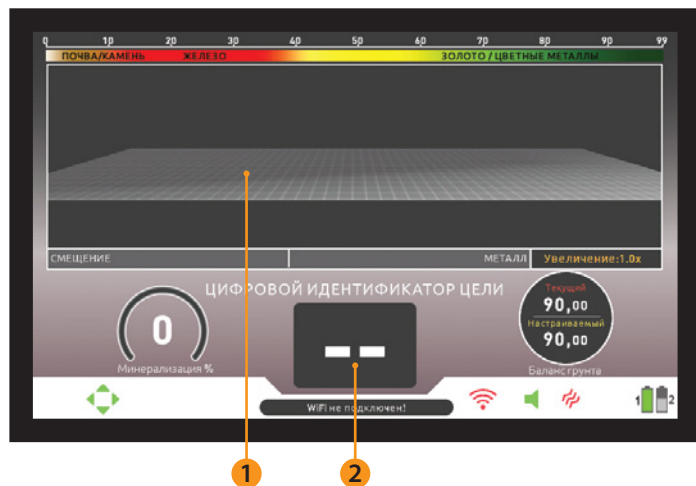 0 10 20 30 40 50 60 70 80 90 99
ПОЧВА/КАМЕНЬ ЖЕЛЕЗО ЗОЛОТО / ЦВЕТНЫЕ МЕТАЛЛЫ
СМЕЩЕНИЕ МЕТАЛЛ Увеличение:1.0x
ЦИФРОВОЙ ИДЕНТИФИКАТОР ЦЕЛИ
0
Минерализация %
-- 
Текущий
90,00
Настраиваемый
90,00
Баланс грунта
WiFi не подключен!
1 2
1 2